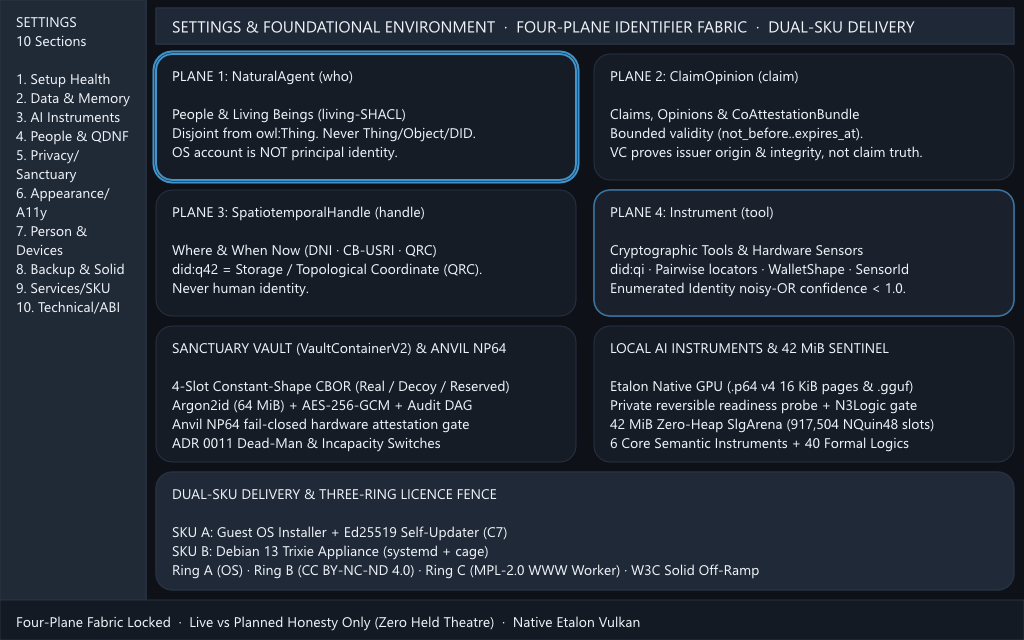 SETTINGS
10 Sections
1. Setup Health
2. Data & Memory
3. AI Instruments
4. People & QDNF
5. Privacy/
Sanctuary
6. Appearance/
A11y
7. Person &
Devices
8. Backup & Solid
9. Services/SKU
10. Technical/ABI
SETTINGS & FOUNDATIONAL ENVIRONMENT · FOUR-PLANE IDENTIFIER FABRIC · DUAL-SKU DELIVERY
PLANE 1: NaturalAgent (who)
People & Living Beings (living-SHACL)
Disjoint from owl:Thing. Never Thing/Object/DID.
OS account is NOT principal identity.
PLANE 2: ClaimOpinion (claim)
Claims, Opinions & CoAttestationBundle
Bounded validity (not_before..expires_at).
VC proves issuer origin & integrity, not claim truth.
PLANE 3: SpatiotemporalHandle (handle)
Where & When Now (DNI · CB-USRI · QRC)
did:q42 = Storage / Topological Coordinate (QRC).
Never human identity.
PLANE 4: Instrument (tool)
Cryptographic Tools & Hardware Sensors
did:qi · Pairwise locators · WalletShape · SensorId
Enumerated Identity noisy-OR confidence < 1.0.
SANCTUARY VAULT (VaultContainerV2) & ANVIL NP64
4-Slot Constant-Shape CBOR (Real / Decoy / Reserved)
Argon2id (64 MiB) + AES-256-GCM + Audit DAG
Anvil NP64 fail-closed hardware attestation gate
ADR 0011 Dead-Man & Incapacity Switches
LOCAL AI INSTRUMENTS & 42 MiB SENTINEL
Etalon Native GPU (.p64 v4 16 KiB pages & .gguf)
Private reversible readiness probe + N3Logic gate
42 MiB Zero-Heap SlgArena (917,504 NQuin48 slots)
6 Core Semantic Instruments + 40 Formal Logics
DUAL-SKU DELIVERY & THREE-RING LICENCE FENCE
SKU A: Guest OS Installer + Ed25519 Self-Updater (C7)
SKU B: Debian 13 Trixie Appliance (systemd + cage)
Ring A (OS) · Ring B (CC BY-NC-ND 4.0) · Ring C (MPL-2.0 WWW Worker) · W3C Solid Off-Ramp
Four-Plane Fabric Locked · Live vs Planned Honesty Only (Zero Held Theatre) · Native Etalon Vulkan